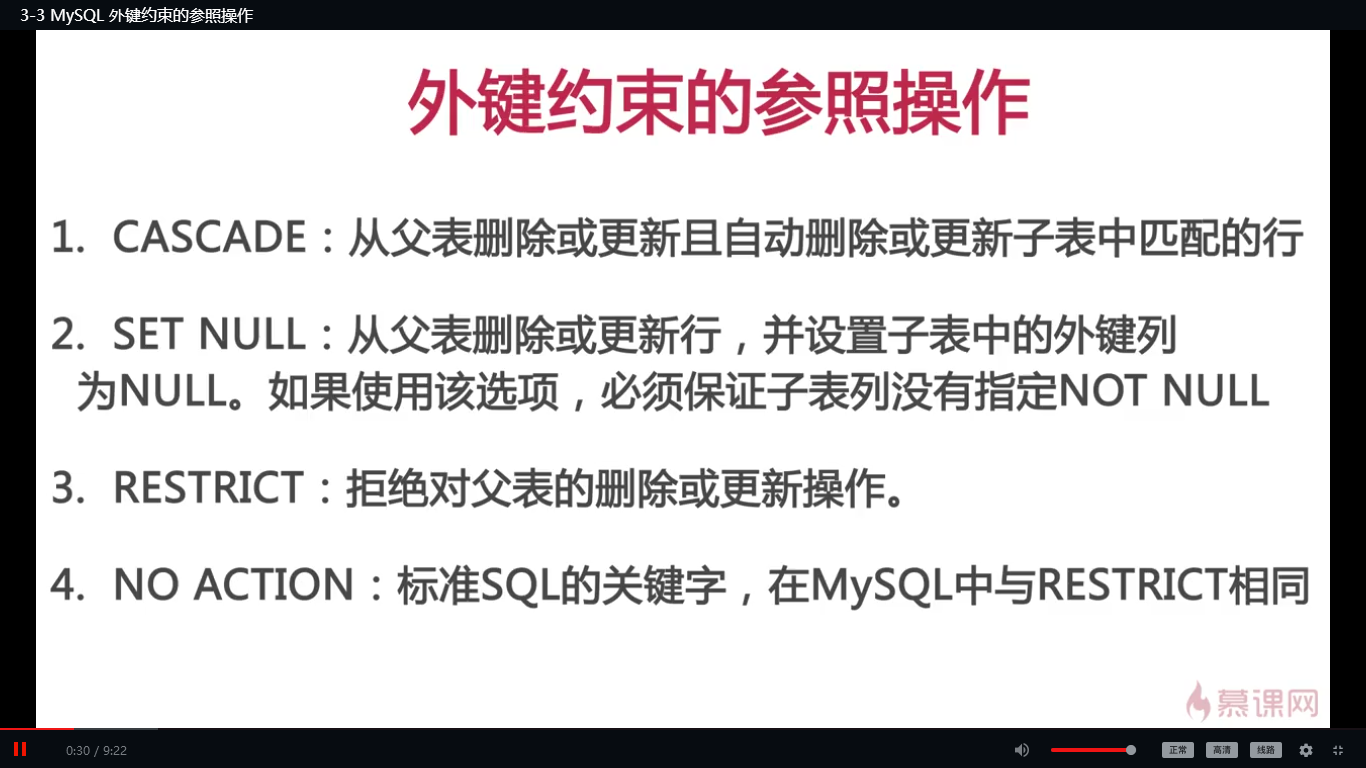 3-3 MySQL 外键约束的参照操作
外键约束的参照操作
1. CASCADE：从父表删除或更新且自动删除或更新子表中匹配的行
2. SET NULL：从父表删除或更新行，并设置子表中的外键列
为NULL。如果使用该选项，必须保证子表列没有指定NOT NULL
3. RESTRICT：拒绝对父表的删除或更新操作。
4. NO ACTION：标准SQL的关键字，在MySQL中与RESTRICT相同
慕课网
0:30 / 9:22 正常 高清 线路